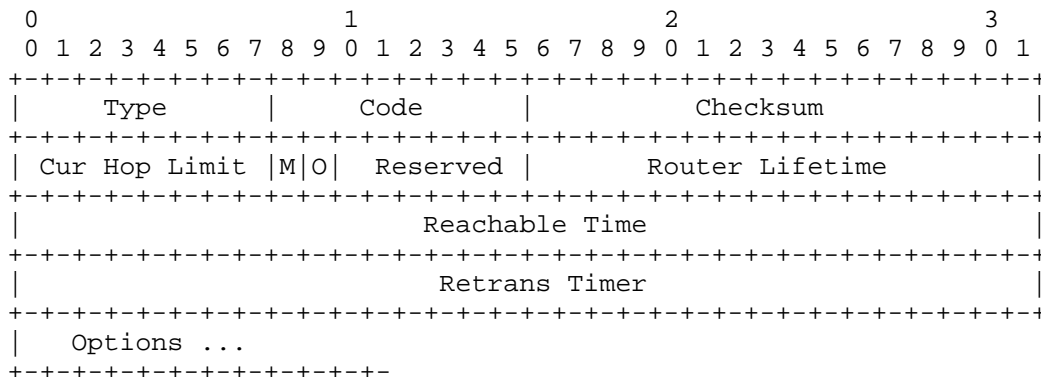 0                   1                   2                   3
 0 1 2 3 4 5 6 7 8 9 0 1 2 3 4 5 6 7 8 9 0 1 2 3 4 5 6 7 8 9 0 1
+-+-+-+-+-+-+-+-+-+-+-+-+-+-+-+-+-+-+-+-+-+-+-+-+-+-+-+-+-+-+-+-+
|     Type      |     Code      |          Checksum             |
+-+-+-+-+-+-+-+-+-+-+-+-+-+-+-+-+-+-+-+-+-+-+-+-+-+-+-+-+-+-+-+-+
| Cur Hop Limit |M|O|  Reserved |       Router Lifetime         |
+-+-+-+-+-+-+-+-+-+-+-+-+-+-+-+-+-+-+-+-+-+-+-+-+-+-+-+-+-+-+-+-+
|                         Reachable Time                        |
+-+-+-+-+-+-+-+-+-+-+-+-+-+-+-+-+-+-+-+-+-+-+-+-+-+-+-+-+-+-+-+-+
|                          Retrans Timer                        |
+-+-+-+-+-+-+-+-+-+-+-+-+-+-+-+-+-+-+-+-+-+-+-+-+-+-+-+-+-+-+-+-+
|   Options ...
+-+-+-+-+-+-+-+-+-+-+-+-